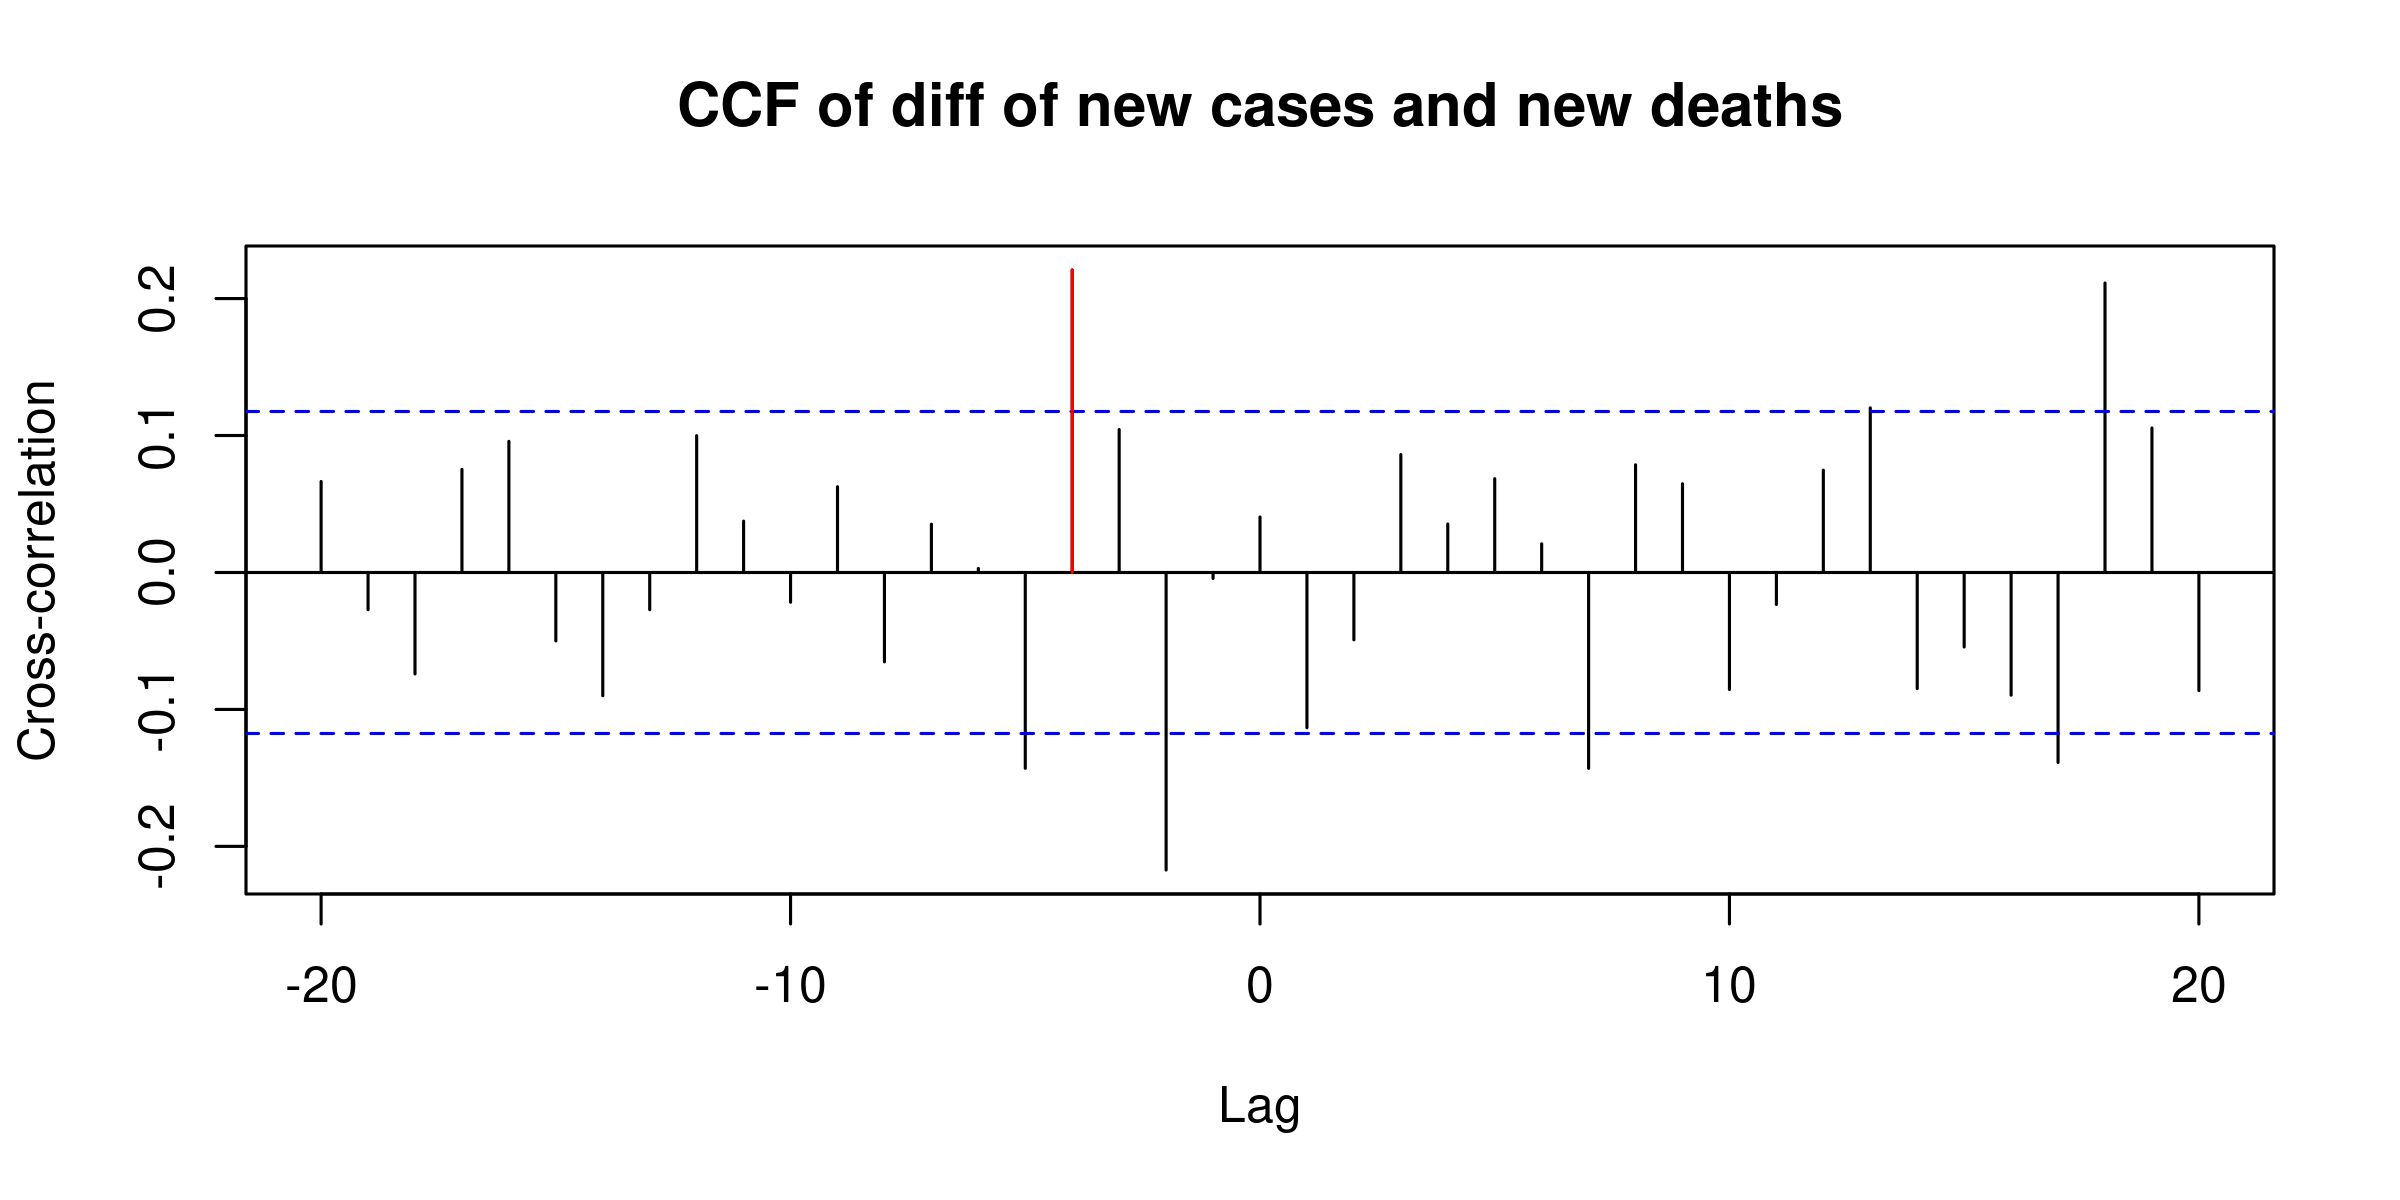 CCF of diff of new cases and new deaths
Cross-correlation
0.2
0.1
0.0
-0.1
-0.2
-20 -10 0 10 20
Lag